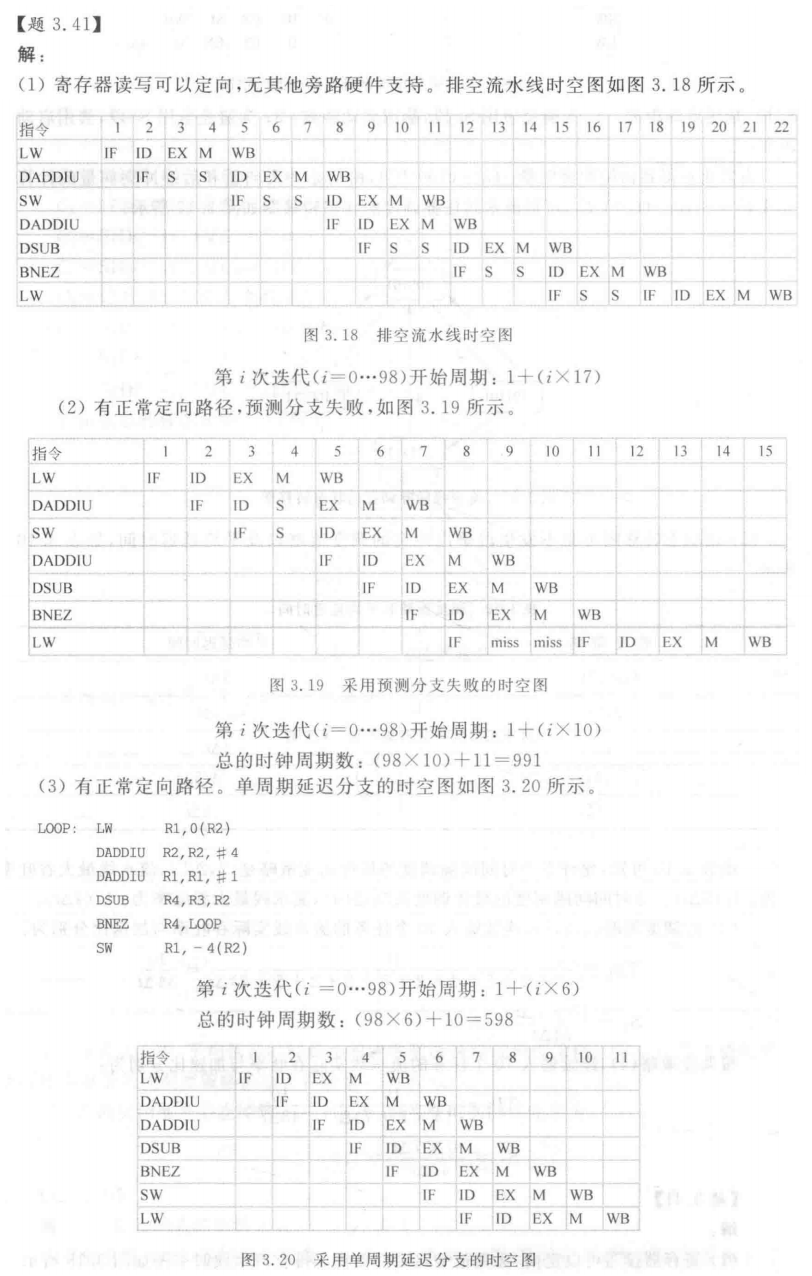 【题 3.41】
解：
(1) 寄存器读写可以定向,无其他旁路硬件支持。排空流水线时空图如图 3.18 所示。
指令 1 2 3 4 5 6 7 8 9 10 11 12 13 14 15 16 17 18 19 20 21 22
LW IF ID EX M WB
DADDIU IF S S ID EX M WB
SW IF S S ID EX M WB
DADDIU IF ID EX M WB
DSUB IF S S ID EX M WB
BNEZ IF S S ID EX M WB
LW IF S S IF ID EX M WB
图 3.18 排空流水线时空图
第 i 次迭代(i=0…98)开始周期：1+(i×17)
(2) 有正常定向路径,预测分支失败,如图 3.19 所示。
指令 1 2 3 4 5 6 7 8 9 10 11 12 13 14 15
LW IF ID EX M WB
DADDIU IF ID S EX M WB
SW IF S ID EX M WB
DADDIU IF ID EX M WB
DSUB IF ID EX M WB
BNEZ IF ID EX M WB
LW IF miss miss IF ID EX M WB
图 3.19 采用预测分支失败的时空图
第 i 次迭代(i=0…98)开始周期：1+(i×10)
总的时钟周期数：(98×10)+11=991
(3) 有正常定向路径。单周期延迟分支的时空图如图 3.20 所示。
LOOP: LW R1,0(R2)
DADDIU R2,R2,#4
DADDIU R1,R1,#1
DSUB R4,R3,R2
BNEZ R4,LOOP
SW R1,-4(R2)
第 i 次迭代(i=0…98)开始周期：1+(i×6)
总的时钟周期数：(98×6)+10=598
指令 1 2 3 4 5 6 7 8 9 10 11
LW IF ID EX M WB
DADDIU IF ID EX M WB
DADDIU IF ID EX M WB
DSUB IF ID EX M WB
BNEZ IF ID EX M WB
SW IF ID EX M WB
LW IF ID EX M WB
图 3.20 采用单周期延迟分支的时空图